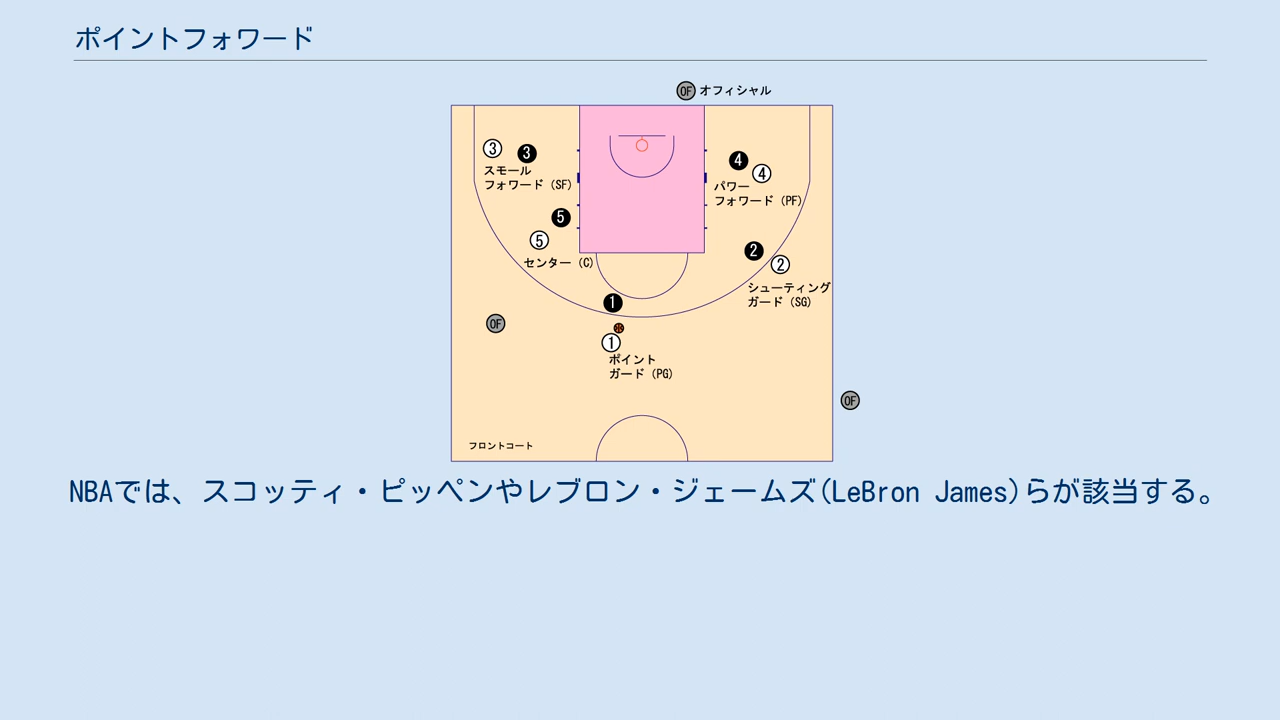 ポイントフォワード
OF オフィシャル
3 3
スモール
フォワード(SF)
4 4
パワー
フォワード(PF)
5
5
センター(C)
2 2
シューティング
ガード(SG)
1
OF
1
ポイント
ガード(PG)
OF
フロントコート
NBAでは、スコッティ・ピッペンやレブロン・ジェームズ(LeBron James)らが該当する。